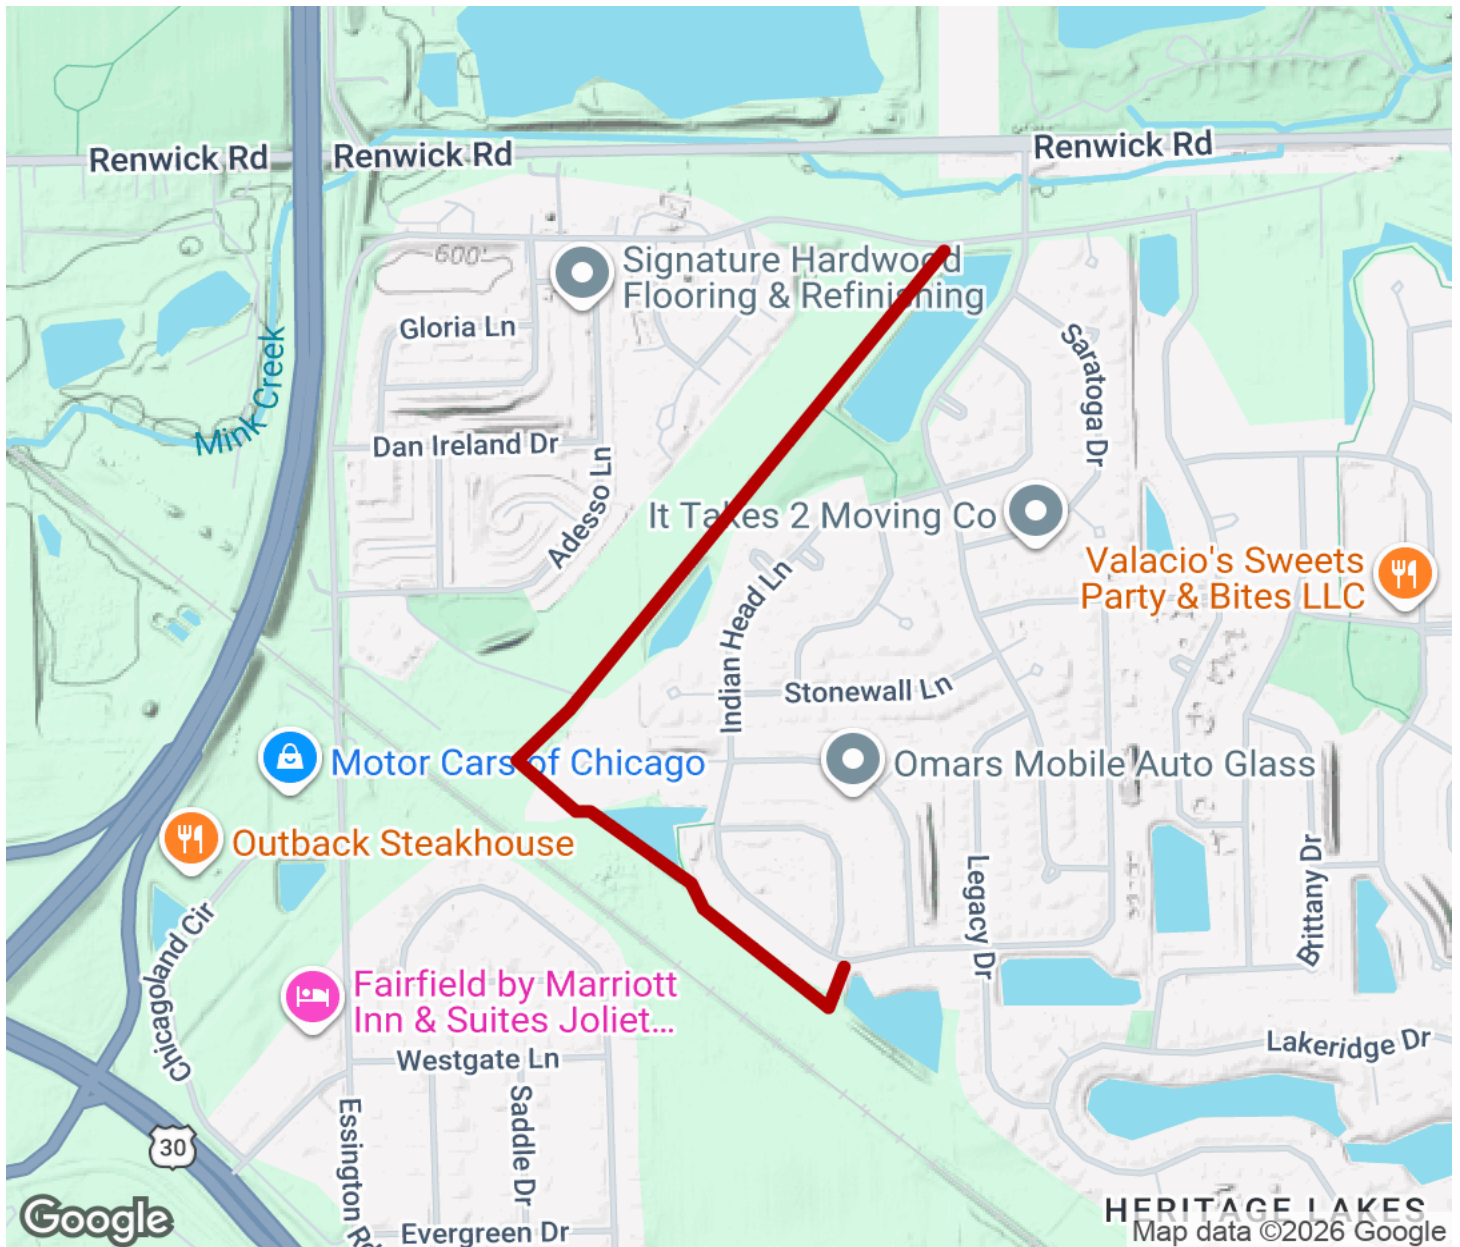 Renwick Rd
Renwick Rd
Renwick Rd
600'
Signature Hardwood
Flooring & Refinishing
Gloria Ln
Mink Creek
Saratoga Dr
Dan Ireland Dr
Adesso Ln
It Takes 2 Moving Co
Valacio's Sweets
Party & Bites LLC
Indian Head Ln
Stonewall Ln
Motor Cars of Chicago
Omars Mobile Auto Glass
Outback Steakhouse
Legacy Dr
Brittany Dr
Chicagoland Cir
Fairfield by Marriott
Inn & Suites Joliet...
Westgate Ln
Lakeridge Dr
Saddle Dr
Essington Rd
30
HERITAGE LAKES
Evergreen Dr
Google
Map data ©2026 Google